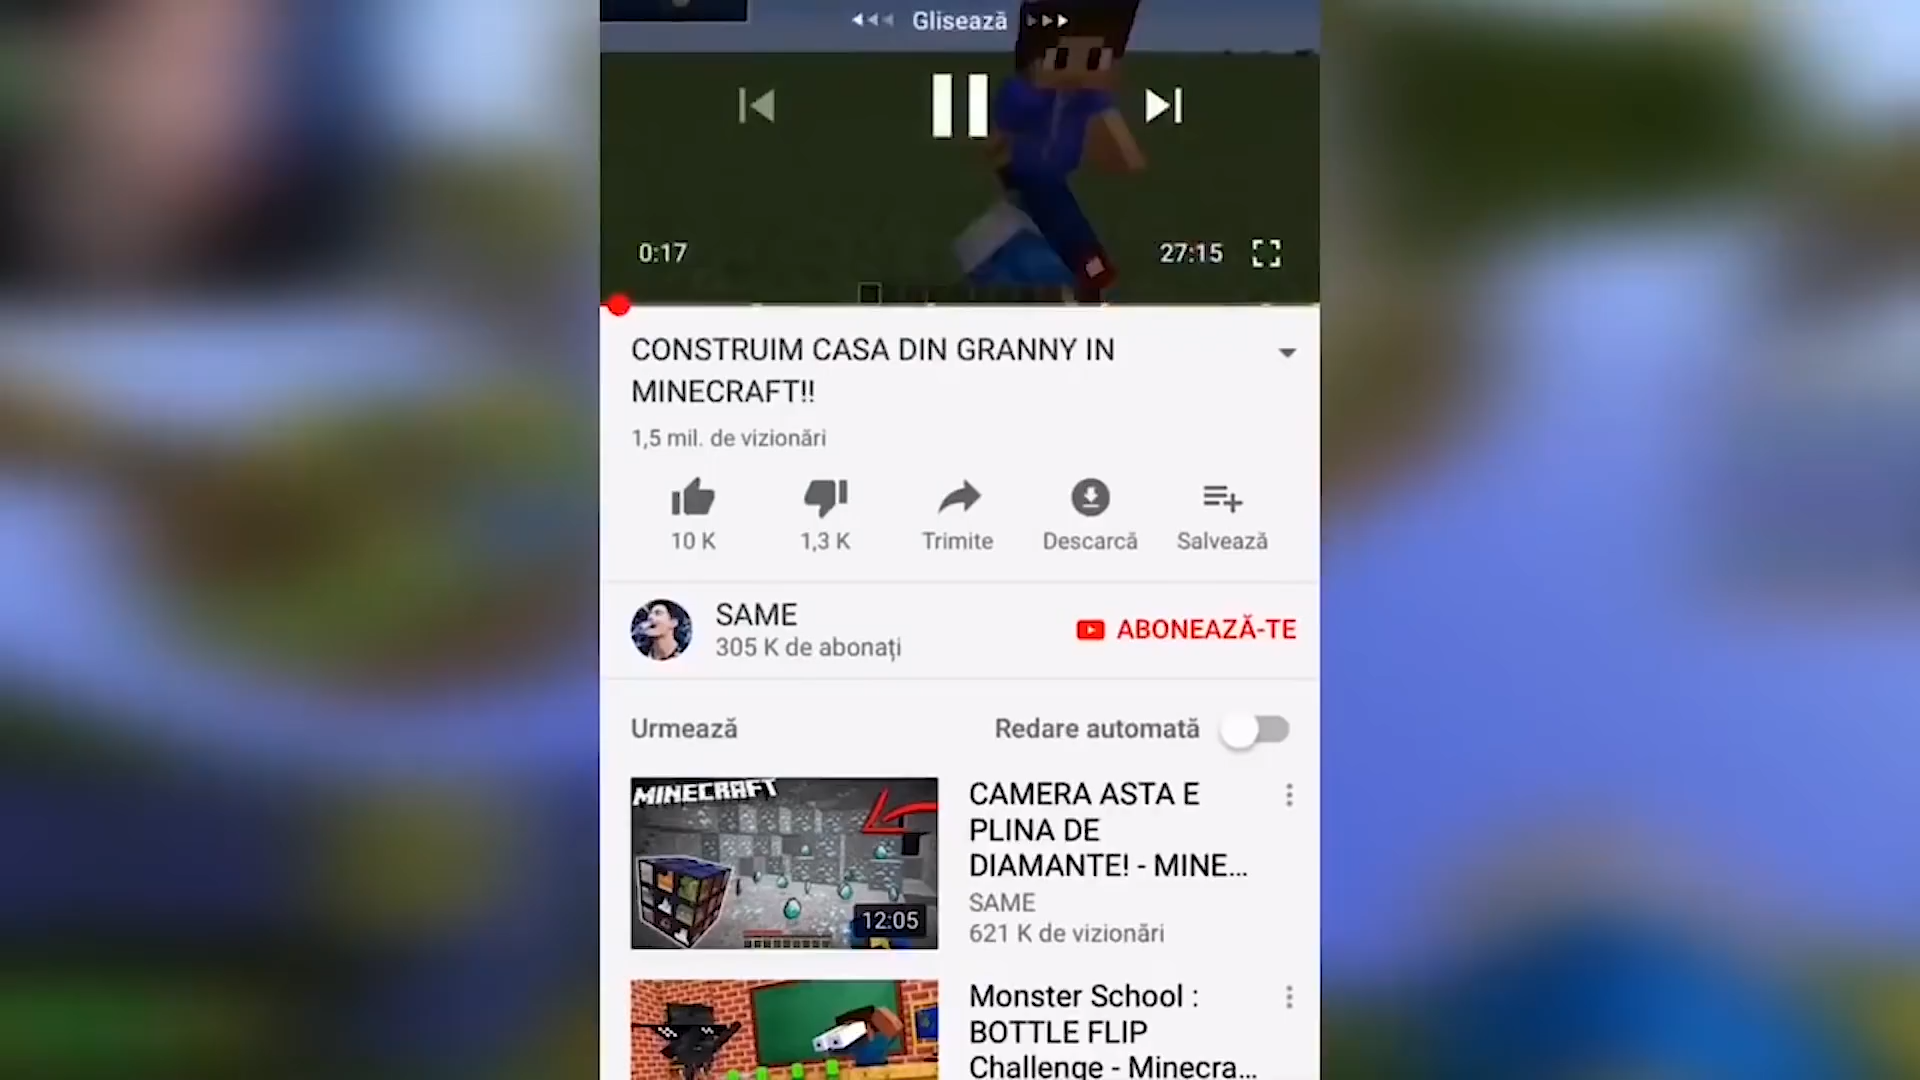 Glisează
0:17
27:15
CONSTRUIM CASA DIN GRANNY IN
MINECRAFT!!
1,5 mil. de vizionări
10 K
1,3 K
Trimite
Descarcă
Salvează
SAME
305 K de abonați
ABONEAZĂ-TE
Urmează
Redare automată
MINECRAFT
12:05
CAMERA ASTA E
PLINA DE
DIAMANTE! - MINE...
SAME
621 K de vizionări
Monster School :
BOTTLE FLIP
Challenge - Minecra...